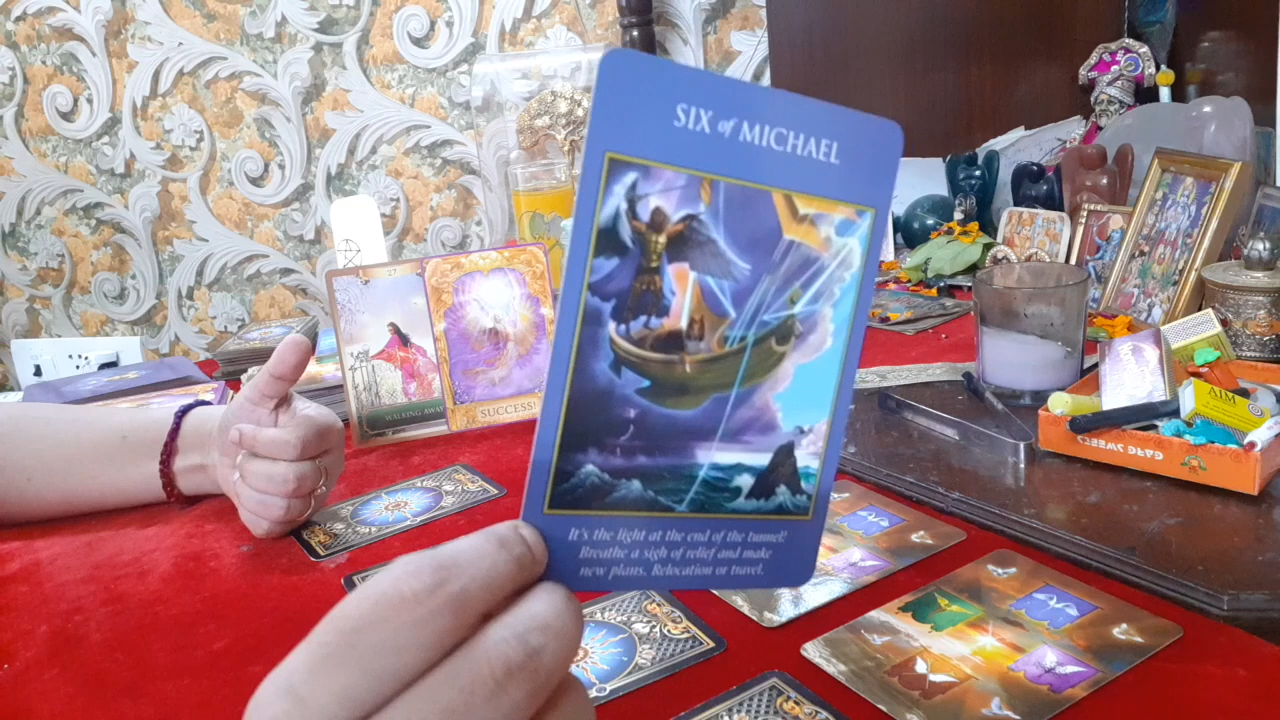 SIX of MICHAEL
It's the light at the end of the tunnel!
Breathe a sigh of relief and make
new plans. Relocation or travel.
27
WALKING AWAY
SUCCESS!
AIM